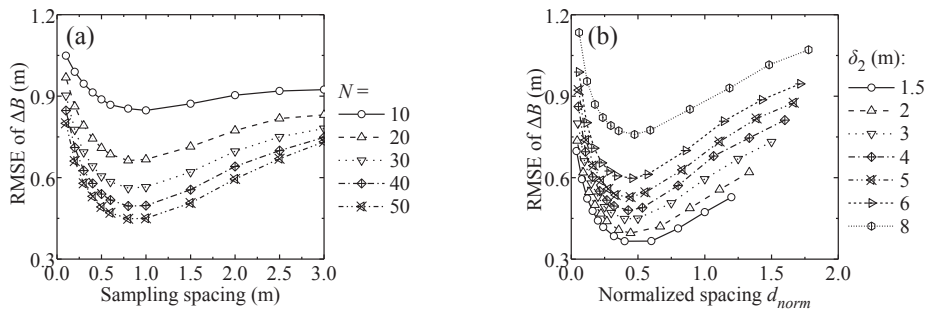 (a)
1.2
0.9
0.6
0.3
RMSE of ΔB (m)
0.0 0.5 1.0 1.5 2.0 2.5 3.0
Sampling spacing (m)
N =
10
20
30
40
50
(b)
1.2
0.9
0.6
0.3
RMSE of ΔB (m)
0.0 0.5 1.0 1.5 2.0
Normalized spacing d_norm
δ₂ (m):
1.5
2
3
4
5
6
8